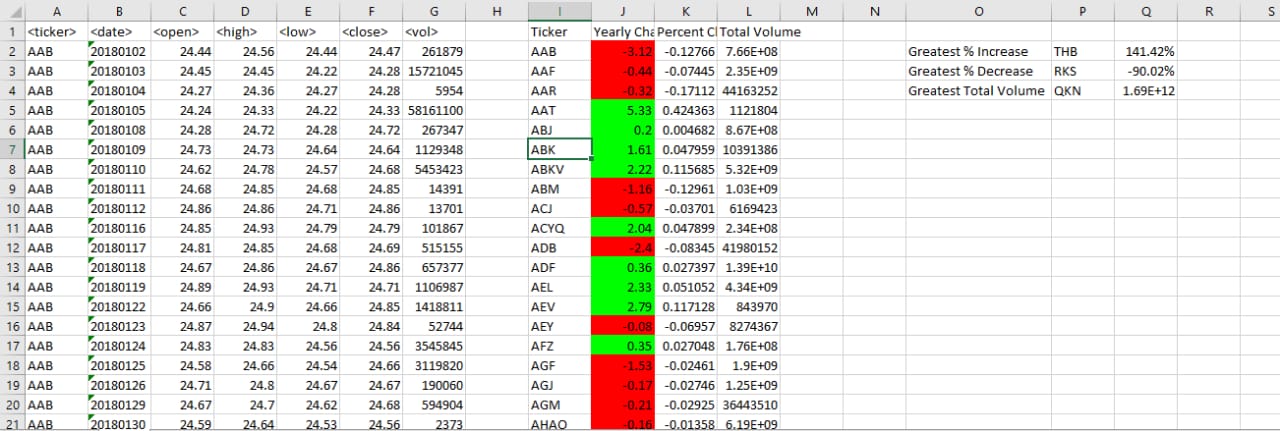 A B C D E F G H I J K L M N O P Q R S
1 <ticker> <date> <open> <high> <low> <close> <vol> Ticker Yearly Cha Percent Cl Total Volume
2 AAB 20180102 24.44 24.56 24.44 24.47 261879 AAB -3.12 -0.12766 7.66E+08 Greatest % Increase THB 141.42%
3 AAB 20180103 24.45 24.45 24.22 24.28 15721045 AAF -0.44 -0.07445 2.35E+09 Greatest % Decrease RKS -90.02%
4 AAB 20180104 24.27 24.36 24.27 24.28 5954 AAR -0.32 -0.17112 44163252 Greatest Total Volume QKN 1.69E+12
5 AAB 20180105 24.24 24.33 24.22 24.33 58161100 AAT 5.33 0.424363 1121804
6 AAB 20180108 24.28 24.72 24.28 24.72 267347 ABJ 0.2 0.004682 8.67E+08
7 AAB 20180109 24.73 24.73 24.64 24.64 1129348 ABK 1.61 0.047959 10391386
8 AAB 20180110 24.62 24.78 24.57 24.68 5453423 ABKV 2.22 0.115685 5.32E+09
9 AAB 20180111 24.68 24.85 24.68 24.85 14391 ABM -1.16 -0.12961 1.03E+09
10 AAB 20180112 24.86 24.86 24.71 24.86 13701 ACJ -0.57 -0.03701 6169423
11 AAB 20180116 24.85 24.93 24.79 24.79 101867 ACYQ 2.04 0.047899 2.34E+08
12 AAB 20180117 24.81 24.85 24.68 24.69 515155 ADB -2.4 -0.08345 41980152
13 AAB 20180118 24.67 24.86 24.67 24.86 657377 ADF 0.36 0.027397 1.39E+10
14 AAB 20180119 24.89 24.93 24.71 24.71 1106987 AEL 2.33 0.051052 4.34E+09
15 AAB 20180122 24.66 24.9 24.66 24.85 1418811 AEV 2.79 0.117128 843970
16 AAB 20180123 24.87 24.94 24.8 24.84 52744 AEY -0.08 -0.06957 8274367
17 AAB 20180124 24.83 24.83 24.56 24.56 3545845 AFZ 0.35 0.027048 1.76E+08
18 AAB 20180125 24.58 24.66 24.54 24.66 3119820 AGF -1.53 -0.02461 1.9E+09
19 AAB 20180126 24.71 24.8 24.67 24.67 190060 AGJ -0.17 -0.02746 1.25E+09
20 AAB 20180129 24.67 24.7 24.62 24.68 594904 AGM -0.21 -0.02925 36443510
21 AAB 20180130 24.59 24.64 24.53 24.56 2373 AHAO -0.16 -0.01358 6.19E+09